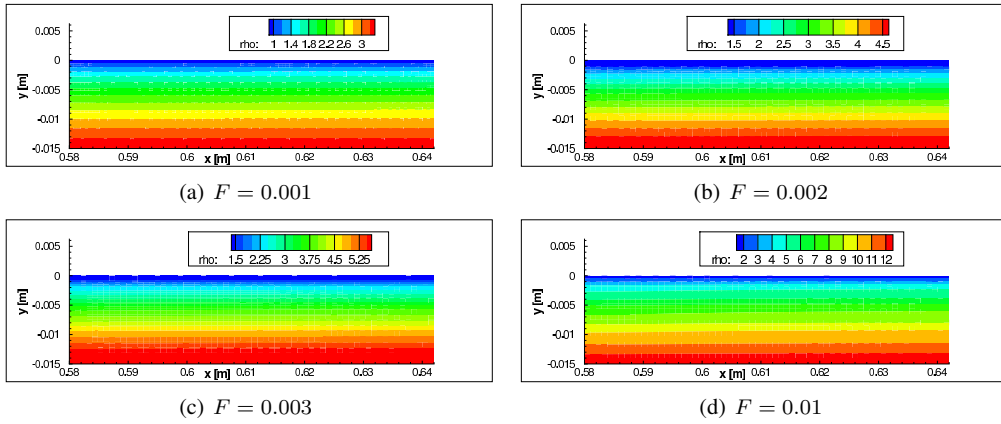 rho: 1 1.4 1.8 2.2 2.6 3
0.005
0
-0.005
-0.01
-0.015
y [m]
0.58 0.59 0.6 0.61 0.62 0.63 0.64
x [m]
(a) F = 0.001
rho: 1.5 2 2.5 3 3.5 4 4.5
0.005
0
-0.005
-0.01
-0.015
y [m]
0.58 0.59 0.6 0.61 0.62 0.63 0.64
x [m]
(b) F = 0.002
rho: 1.5 2.25 3 3.75 4.5 5.25
0.005
0
-0.005
-0.01
-0.015
y [m]
0.58 0.59 0.6 0.61 0.62 0.63 0.64
x [m]
(c) F = 0.003
rho: 2 3 4 5 6 7 8 9 10 11 12
0.005
0
-0.005
-0.01
-0.015
y [m]
0.58 0.59 0.6 0.61 0.62 0.63 0.64
x [m]
(d) F = 0.01